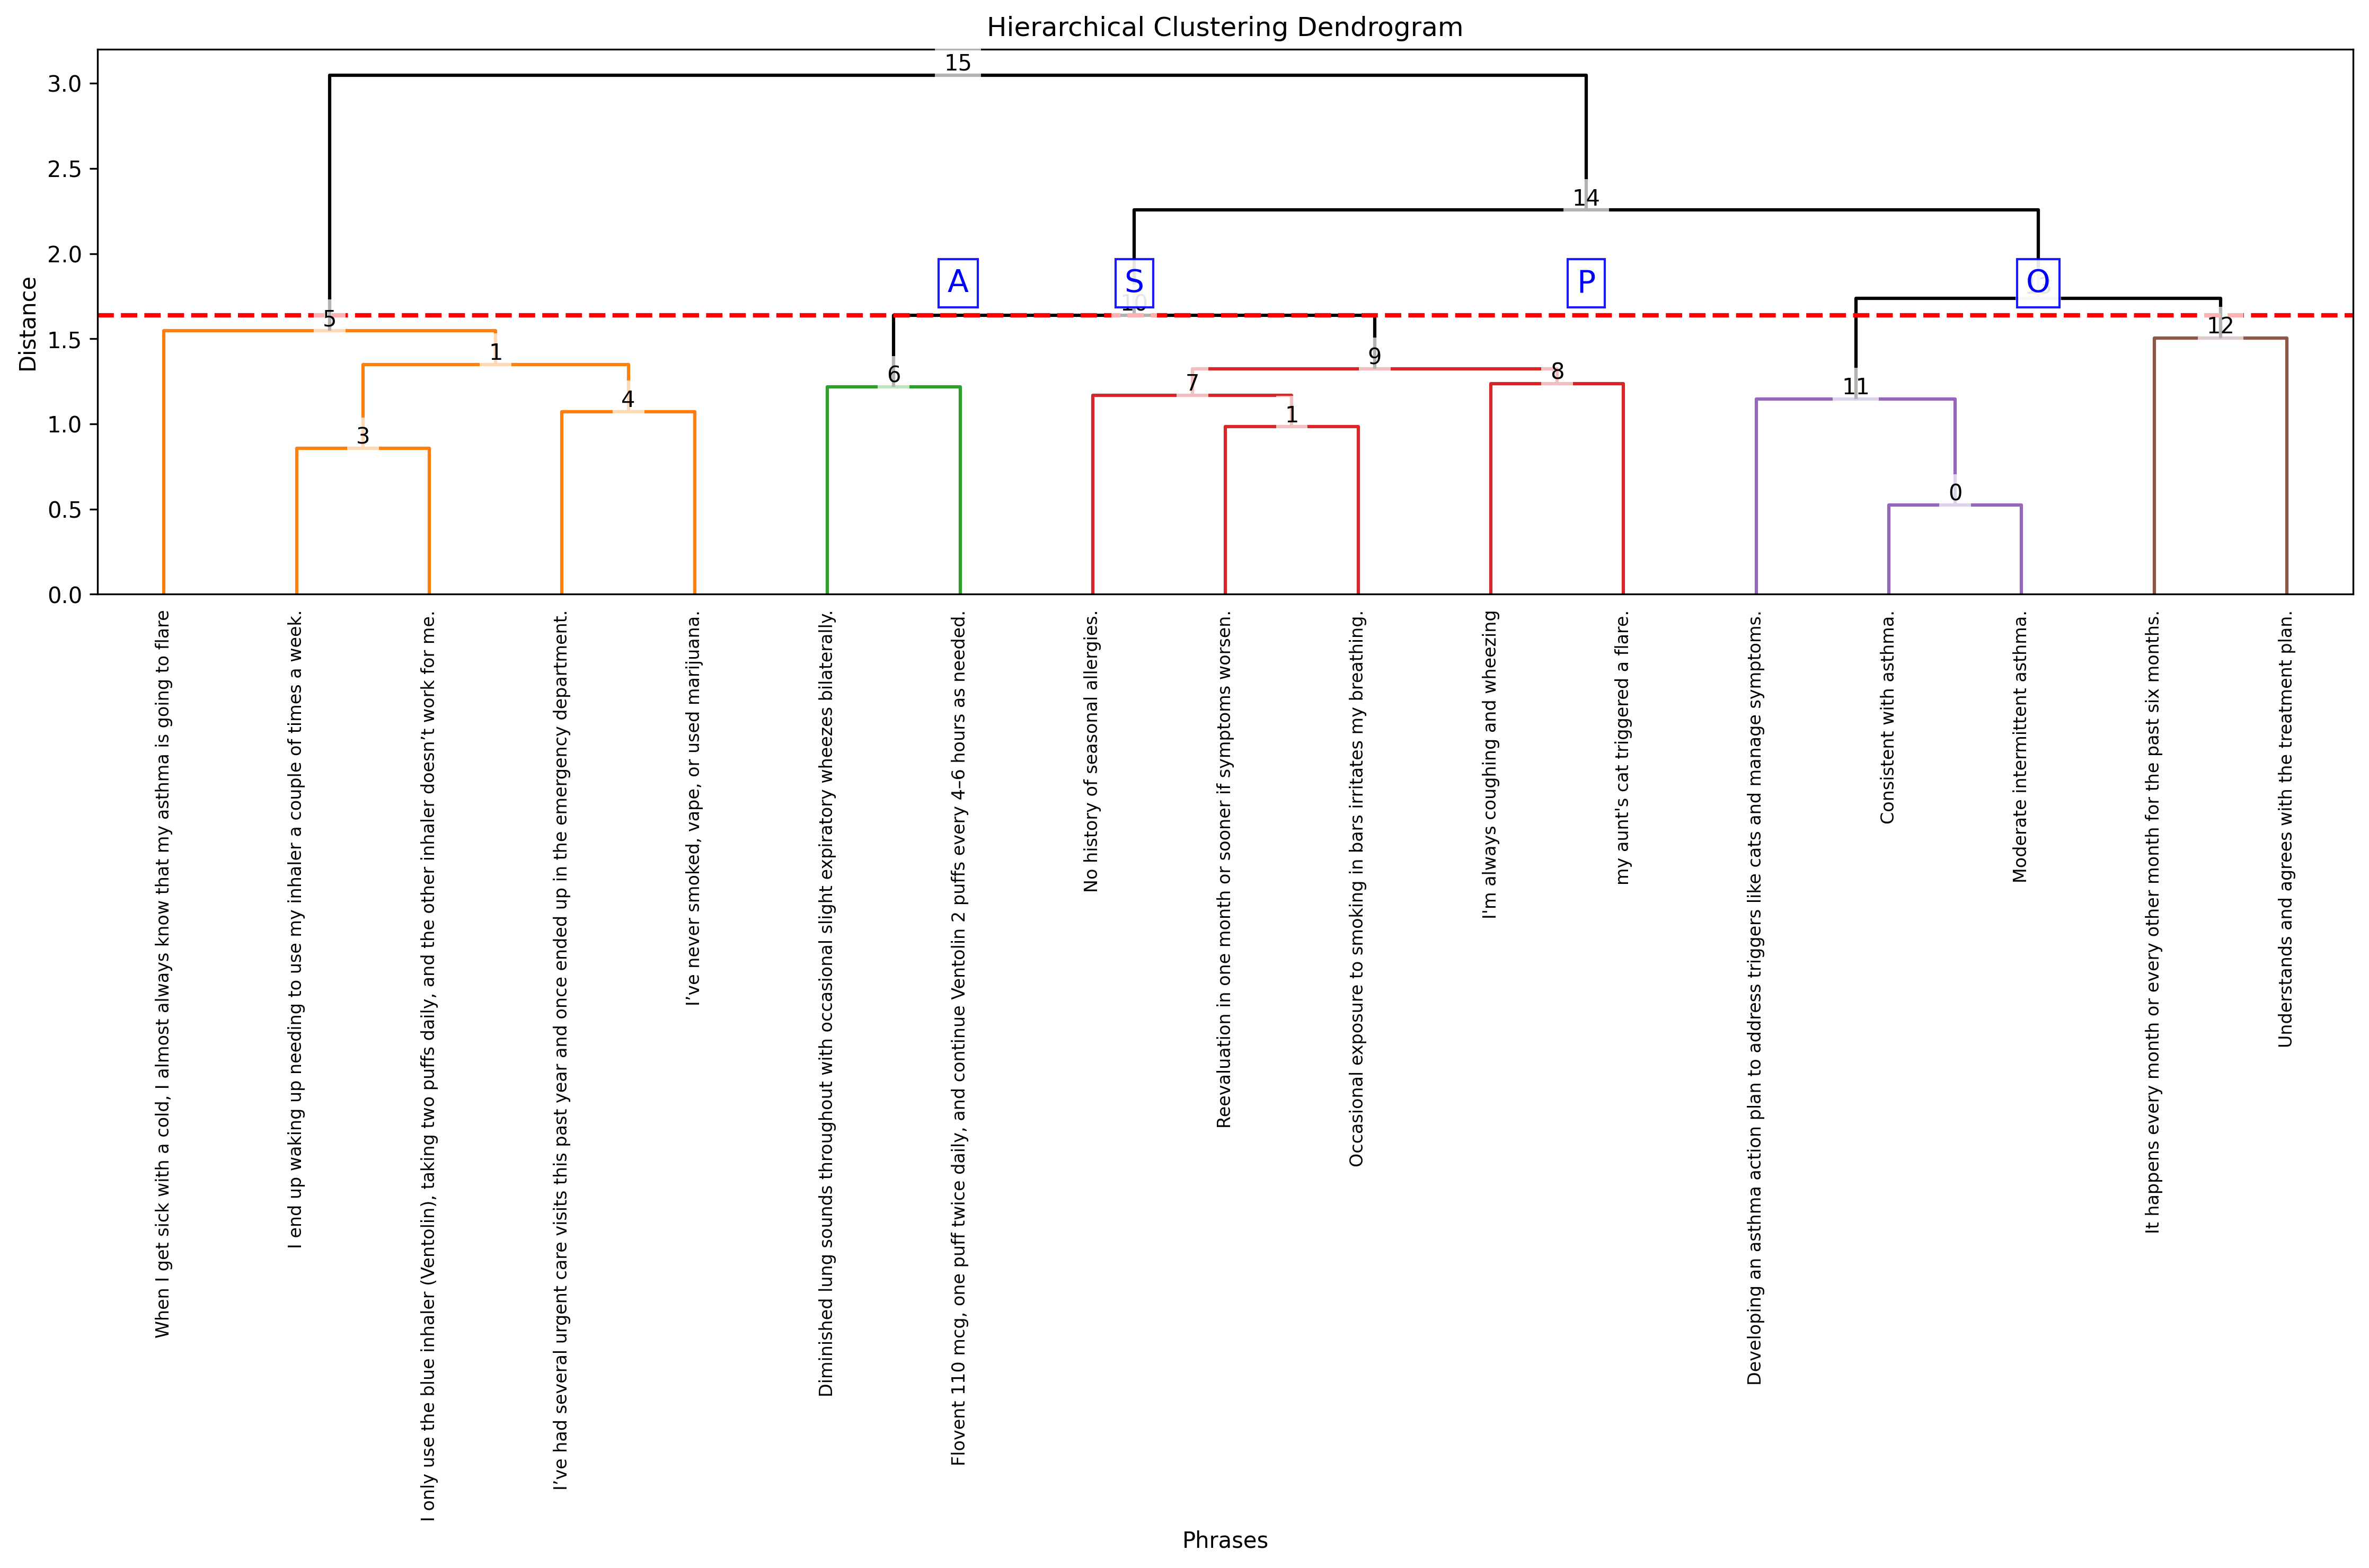 Hierarchical Clustering Dendrogram
15
3.0
2.5
14
2.0
A
S
P
O
10
1.5
5
12
1
9
8
7
6
11
4
1
1.0
3
0
0.5
0.0
Distance
When I get sick with a cold, I almost always know that my asthma is going to flare
I end up waking up needing to use my inhaler a couple of times a week.
I only use the blue inhaler (Ventolin), taking two puffs daily, and the other inhaler doesn’t work for me.
I’ve had several urgent care visits this past year and once ended up in the emergency department.
I’ve never smoked, vape, or used marijuana.
Diminished lung sounds throughout with occasional slight expiratory wheezes bilaterally.
Flovent 110 mcg, one puff twice daily, and continue Ventolin 2 puffs every 4–6 hours as needed.
No history of seasonal allergies.
Reevaluation in one month or sooner if symptoms worsen.
Occasional exposure to smoking in bars irritates my breathing.
I'm always coughing and wheezing
my aunt's cat triggered a flare.
Developing an asthma action plan to address triggers like cats and manage symptoms.
Consistent with asthma.
Moderate intermittent asthma.
It happens every month or every other month for the past six months.
Understands and agrees with the treatment plan.
Phrases